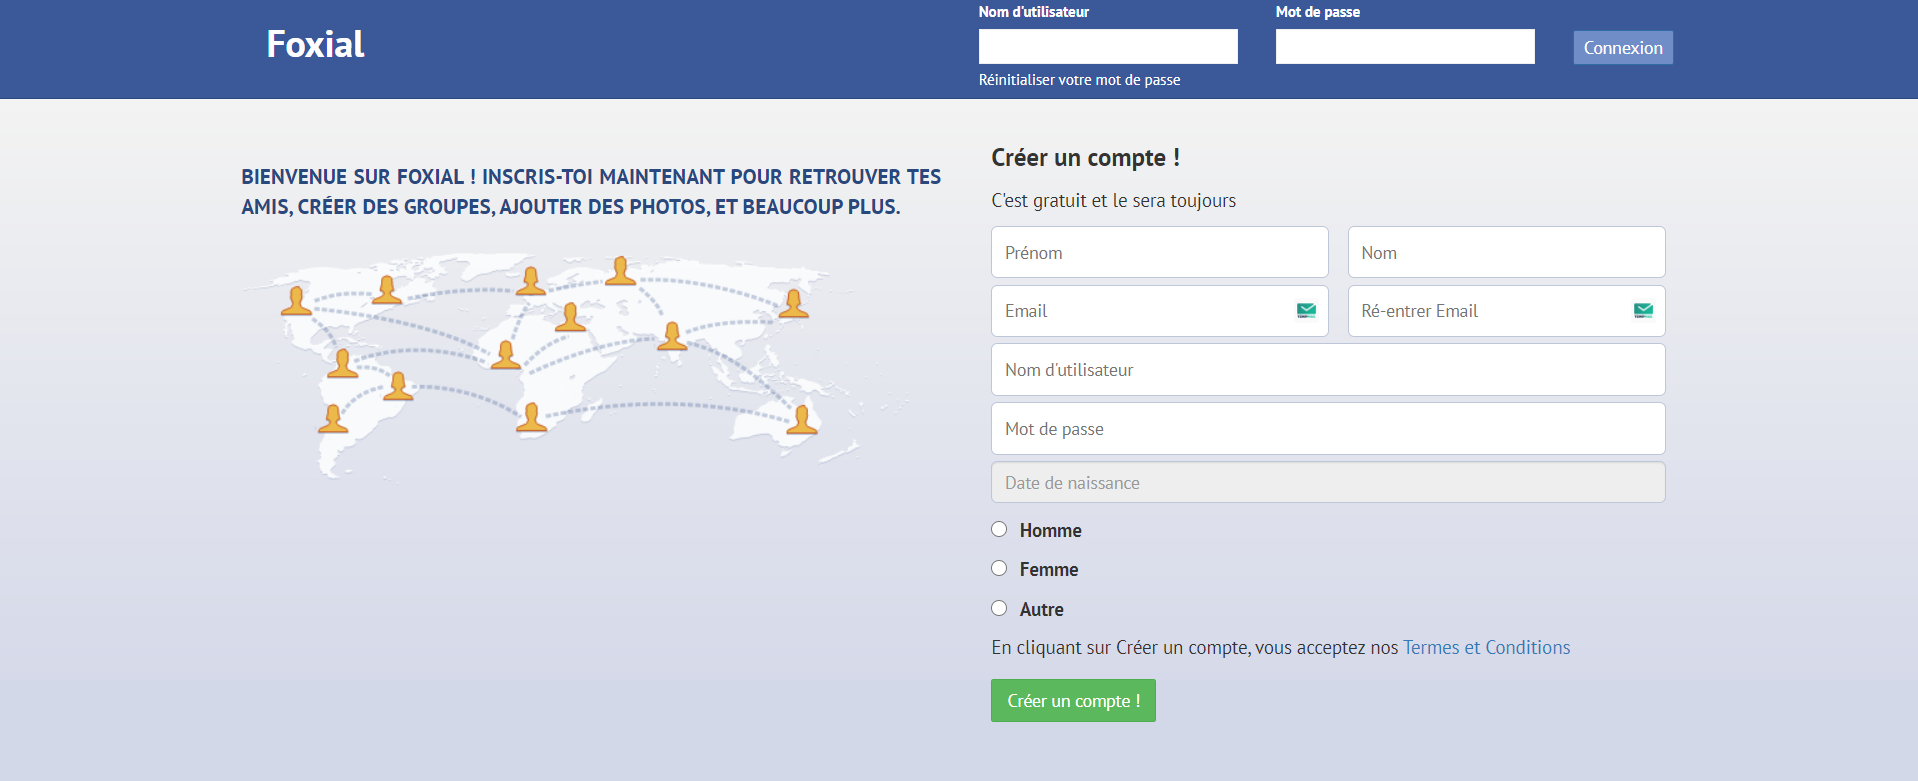 Foxial
Nom d'utilisateur
Mot de passe
Connexion
Réinitialiser votre mot de passe
BIENVENUE SUR FOXIAL ! INSCRIS-TOI MAINTENANT POUR RETROUVER TES
AMIS, CRÉER DES GROUPES, AJOUTER DES PHOTOS, ET BEAUCOUP PLUS.
Créer un compte !
C'est gratuit et le sera toujours
Prénom
Nom
Email
Ré-entrer Email
Nom d'utilisateur
Mot de passe
Date de naissance
Homme
Femme
Autre
En cliquant sur Créer un compte, vous acceptez nos Termes et Conditions
Créer un compte !